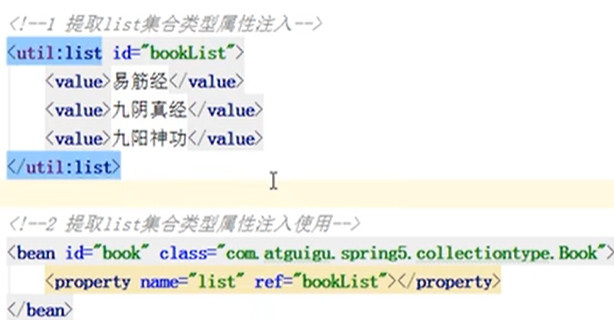 <!--1 提取list集合类型属性注入-->
<util:list id="bookList">
<value>易筋经</value>
<value>九阴真经</value>
<value>九阳神功</value>
</util:list>
<!--2 提取list集合类型属性注入使用-->
<bean id="book" class="com.atguigu.spring5.collectiontype.Book">
<property name="list" ref="bookList"></property>
</bean>